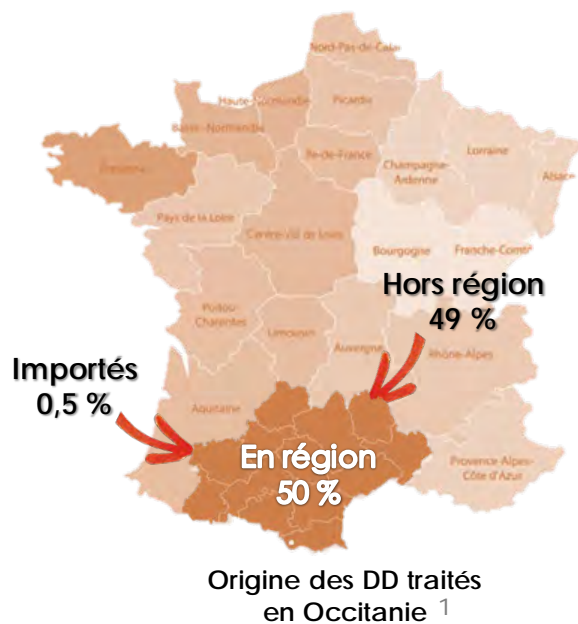 Nord-Pas-de-Calai
Haute-Normandie
Picardie
Basse-Normandie
Ile-de-France
Lorraine
Champagne-
Ardenne
Alsace
Bretagne
Pays de la Loire
Centre-Val de Loire
Bourgogne
Franche-Comté
Hors région
49 %
Poitou-
Charentes
Limousin
Auvergne
Rhône-Alpes
Importés
0,5 %
Aquitaine
En région
50 %
Provence-Alpes-
Côte d'Azur
Origine des DD traités
en Occitanie 1